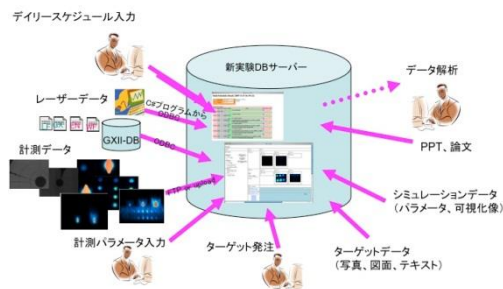 デイリースケジュール入力
新実験DBサーバー
データ解析
レーザーデータ
C#プログラムから
ODBC
GXII-DB
ODBC
計測データ
PPT、論文
FTP or upload
シミュレーションデータ
(パラメータ、可視化像)
計測パラメータ入力
ターゲット発注
ターゲットデータ
(写真、図面、テキスト)